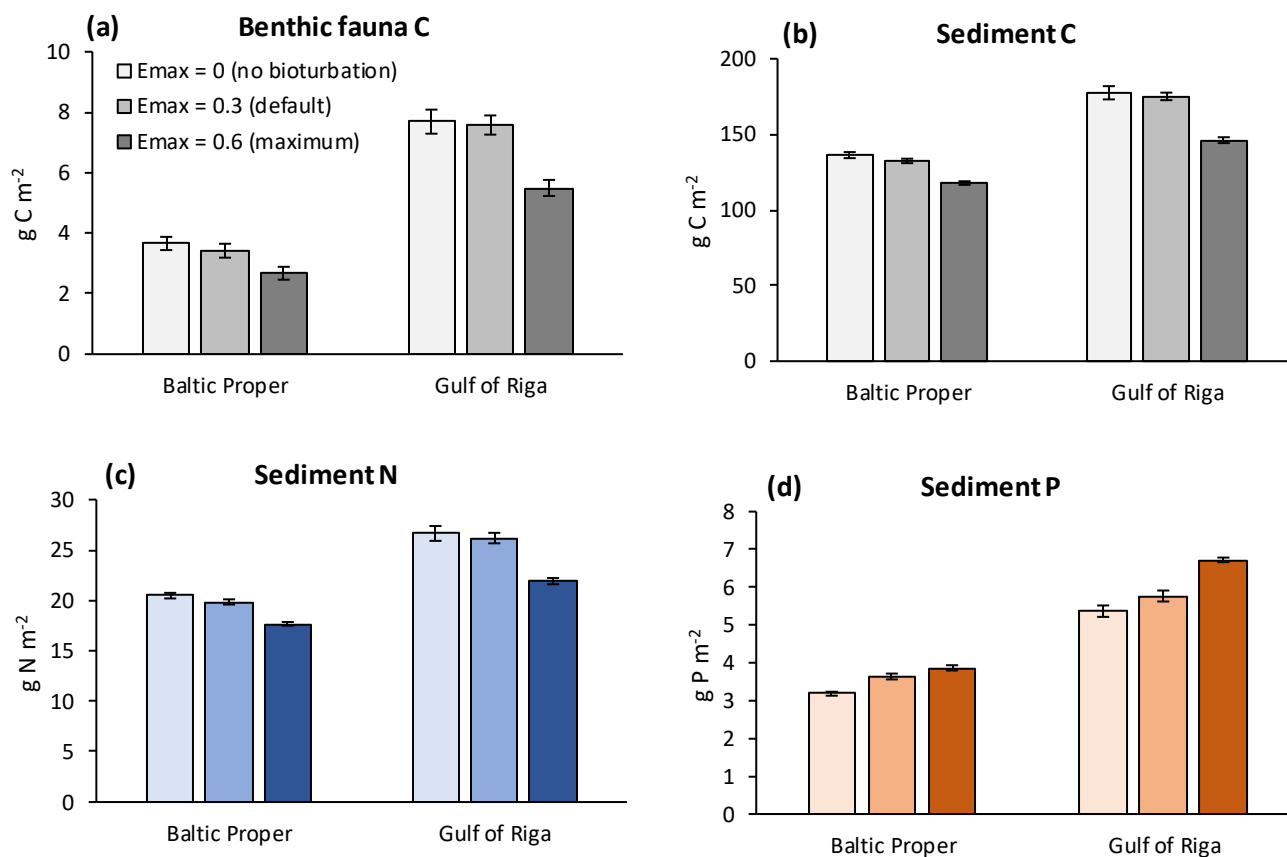 (a) Benthic fauna C
10
8
6
4
2
0
g C m-2
Emax = 0 (no bioturbation)
Emax = 0.3 (default)
Emax = 0.6 (maximum)
Baltic Proper Gulf of Riga
(b) Sediment C
200
150
100
50
0
g C m-2
Baltic Proper Gulf of Riga
(c) Sediment N
30
25
20
15
10
5
0
g N m-2
Baltic Proper Gulf of Riga
(d) Sediment P
8
7
6
5
4
3
2
1
0
g P m-2
Baltic Proper Gulf of Riga